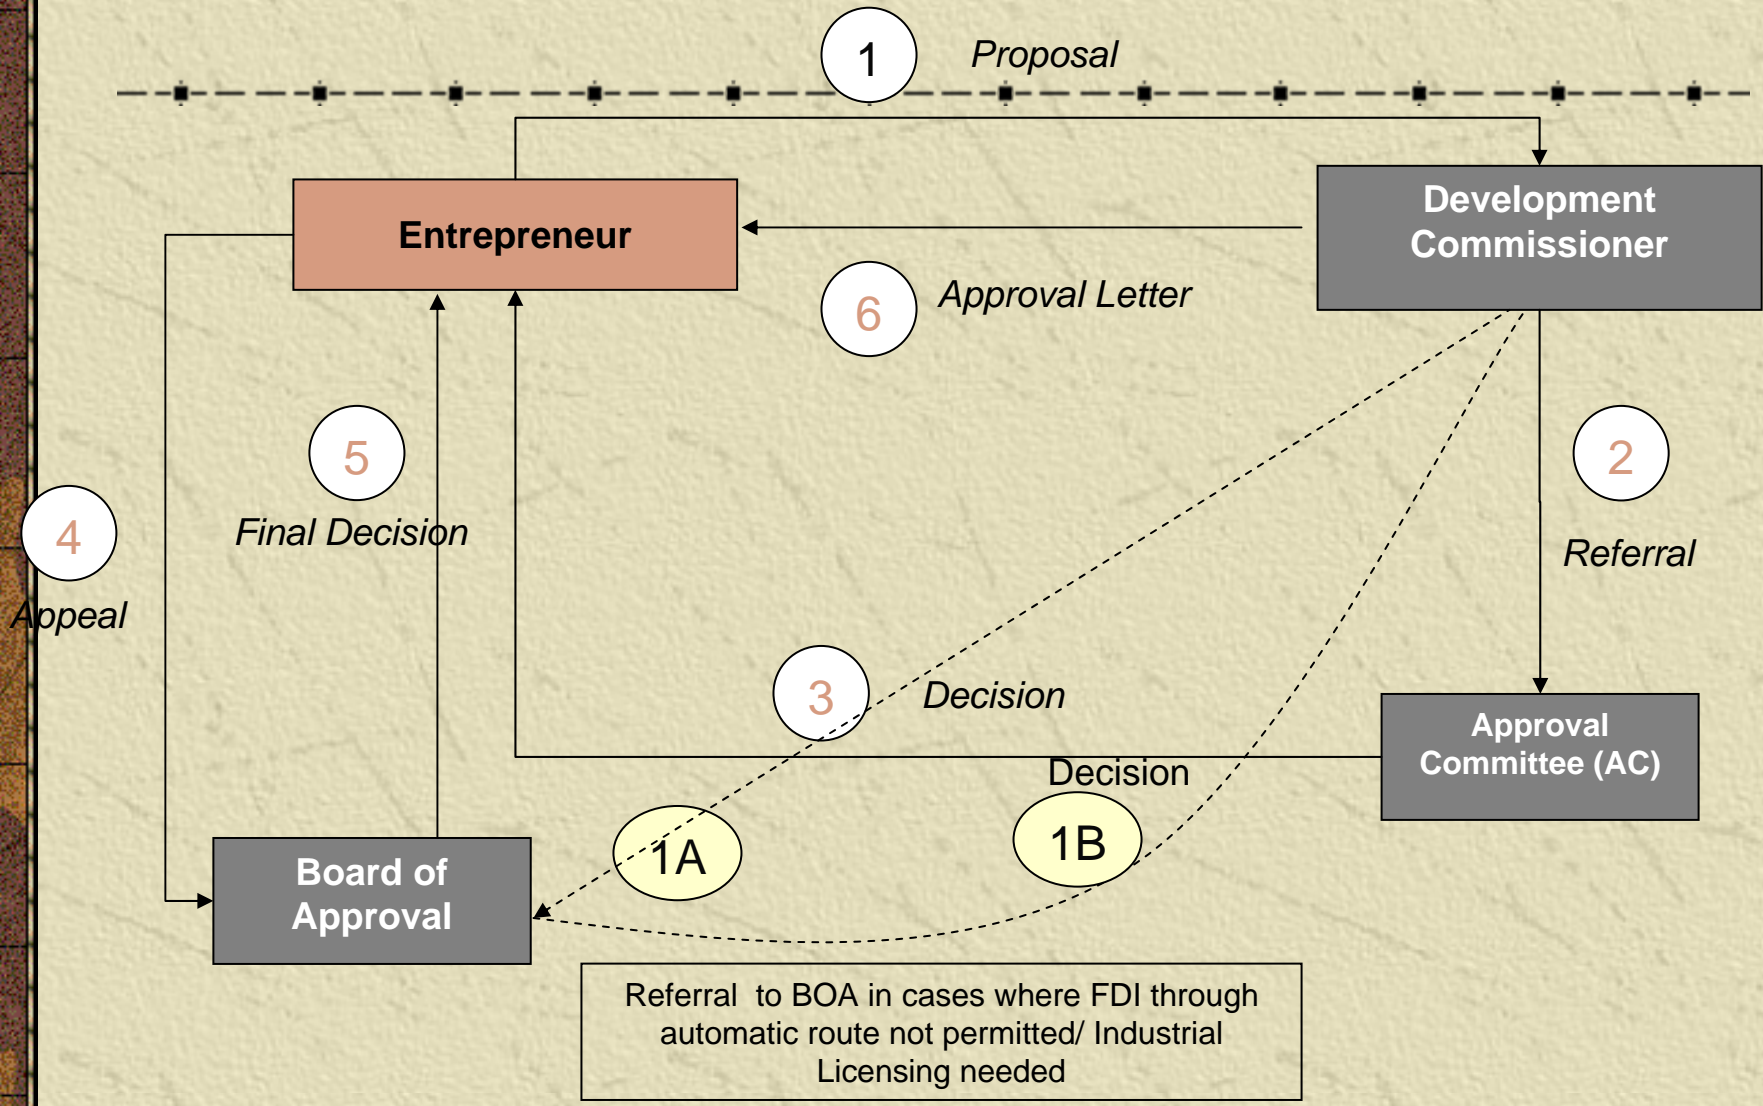 1 Proposal
Entrepreneur
Development
Commissioner
6 Approval Letter
5
Final Decision
4
Appeal
2
Referral
3 Decision
Approval
Committee (AC)
Decision
1A
1B
Board of
Approval
Referral to BOA in cases where FDI through
automatic route not permitted/ Industrial
Licensing needed